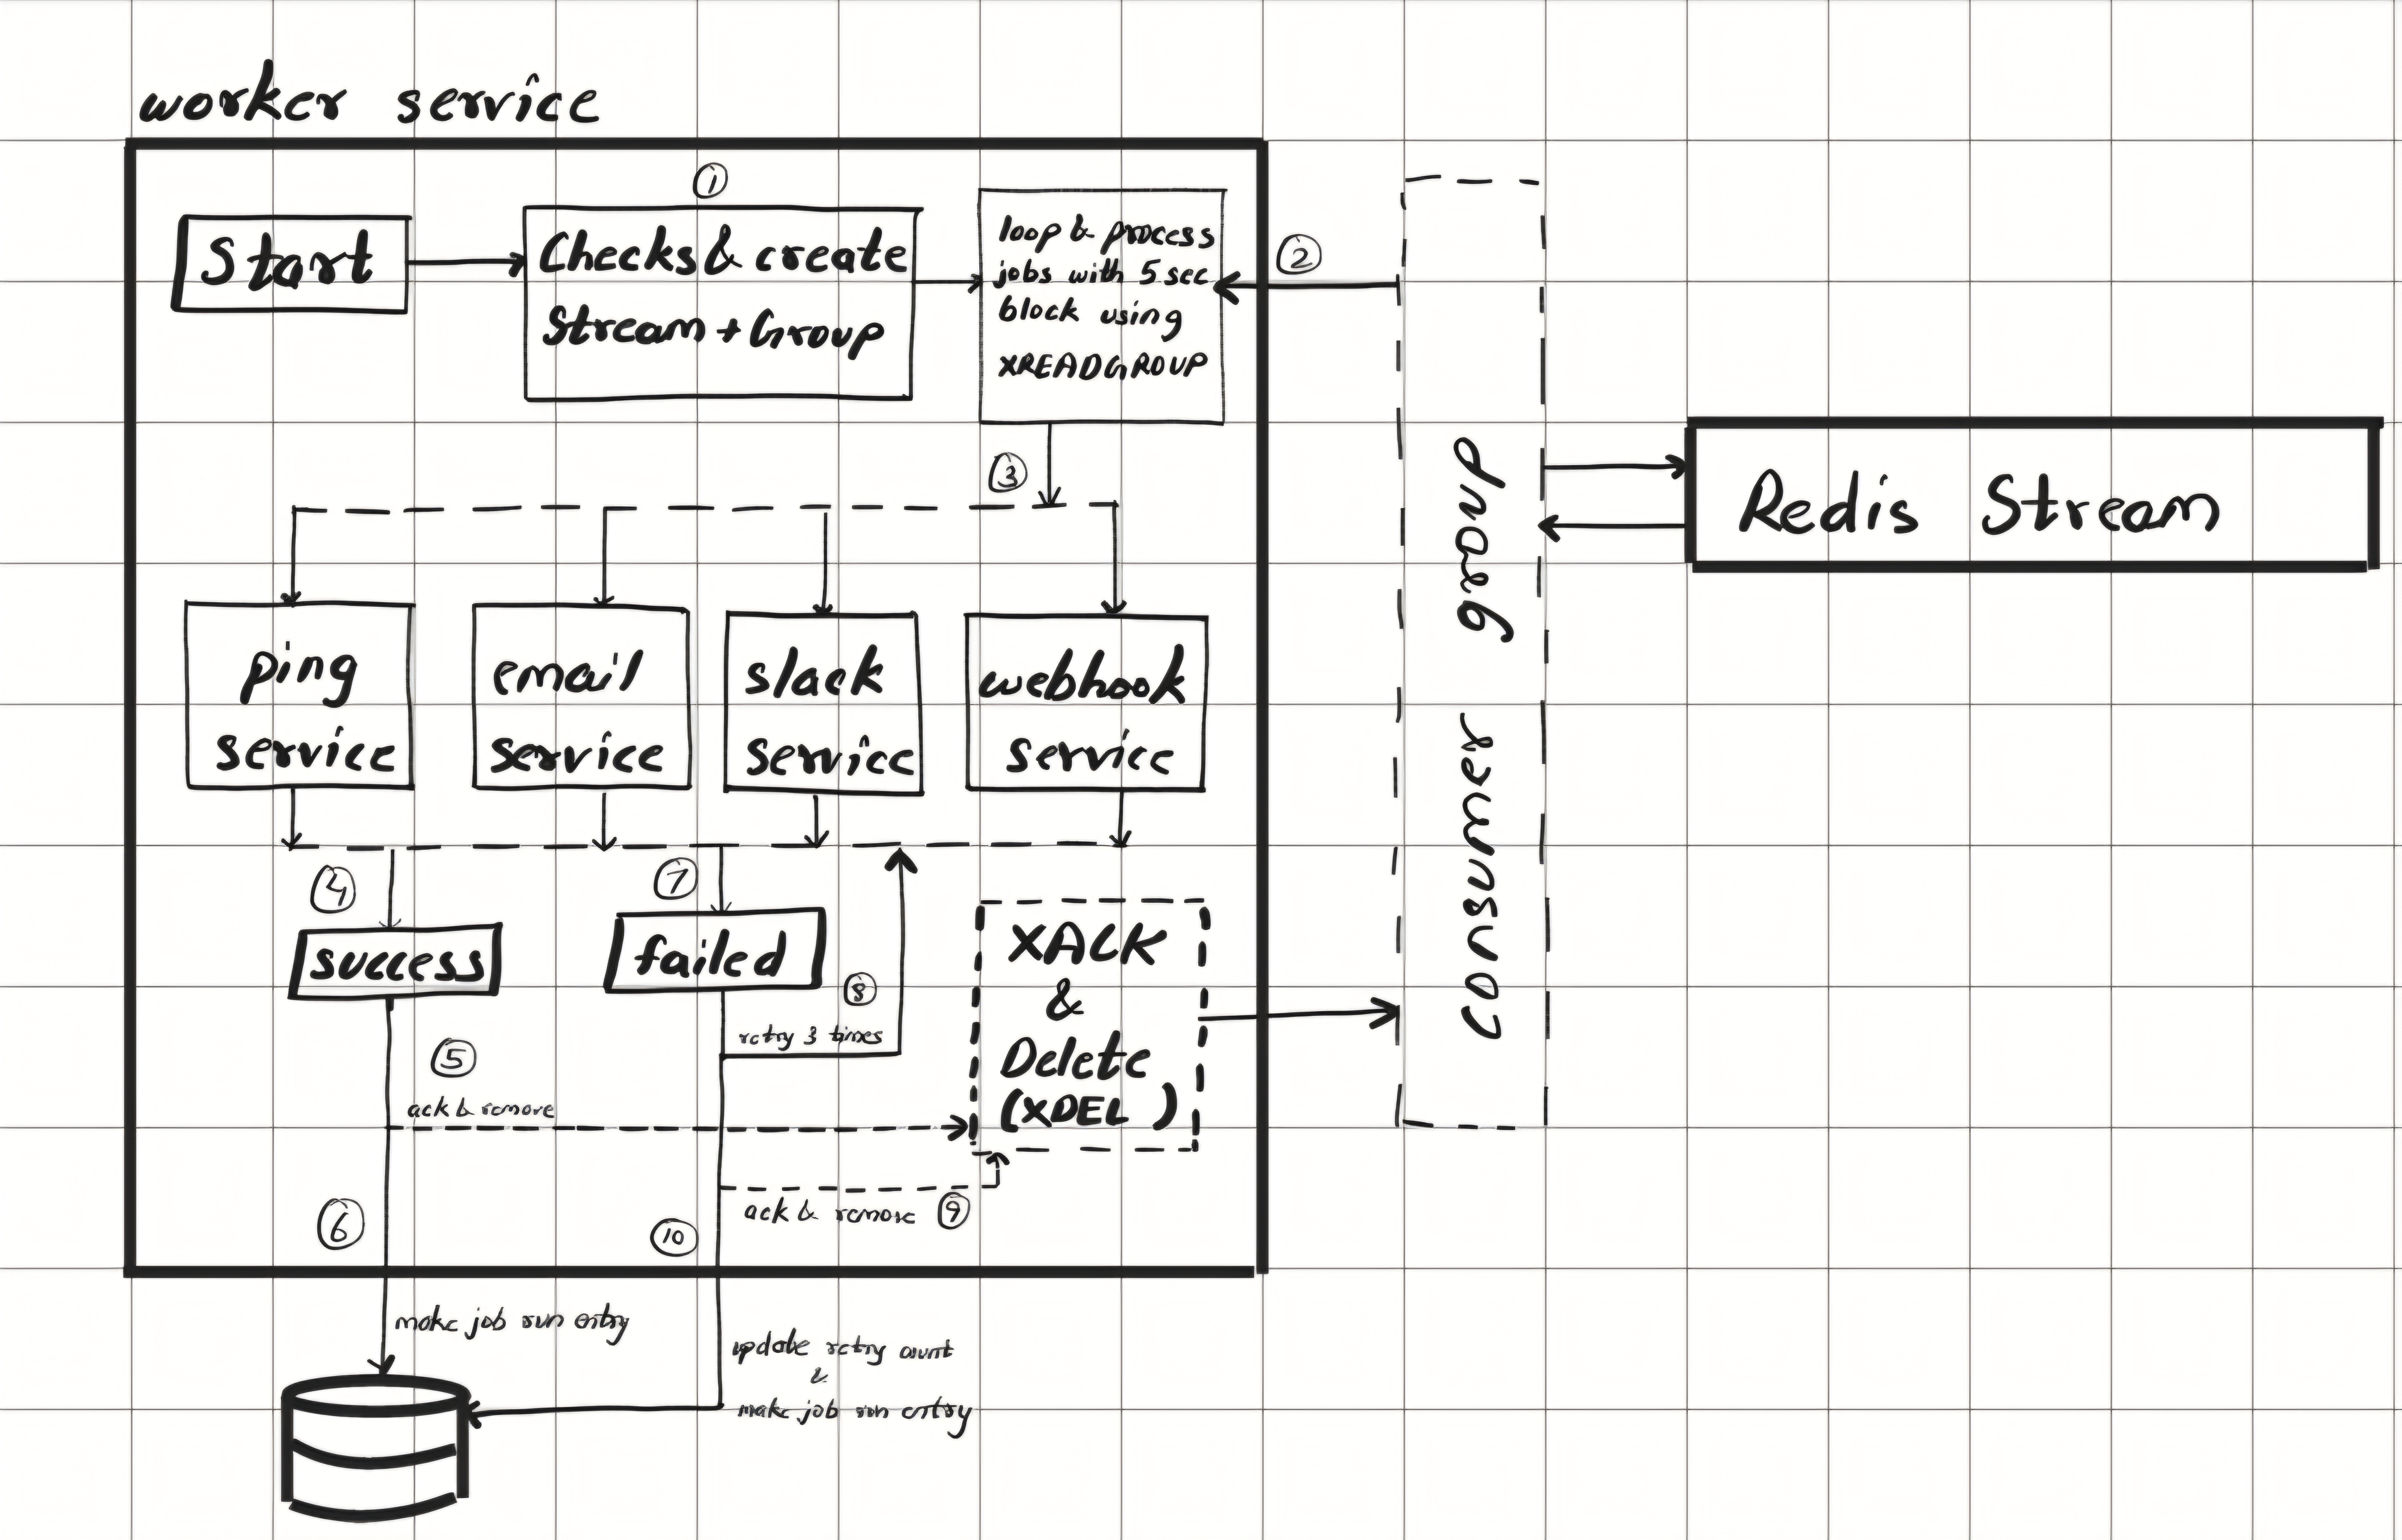 worker service
①
Start
Checks & create
Stream + Group
loop & process
jobs with 5 sec
block using
XREADGROUP
②
③
consumer group
Redis Stream
ping
service
email
service
slack
service
webhook
service
④
success
⑦
failed
⑧
retry 3 times
XACK
&
Delete
(XDEL)
⑤
ack & remove
⑥
ack & remove
⑨
⑩
make job run entry
update retry count
&
make job run entry